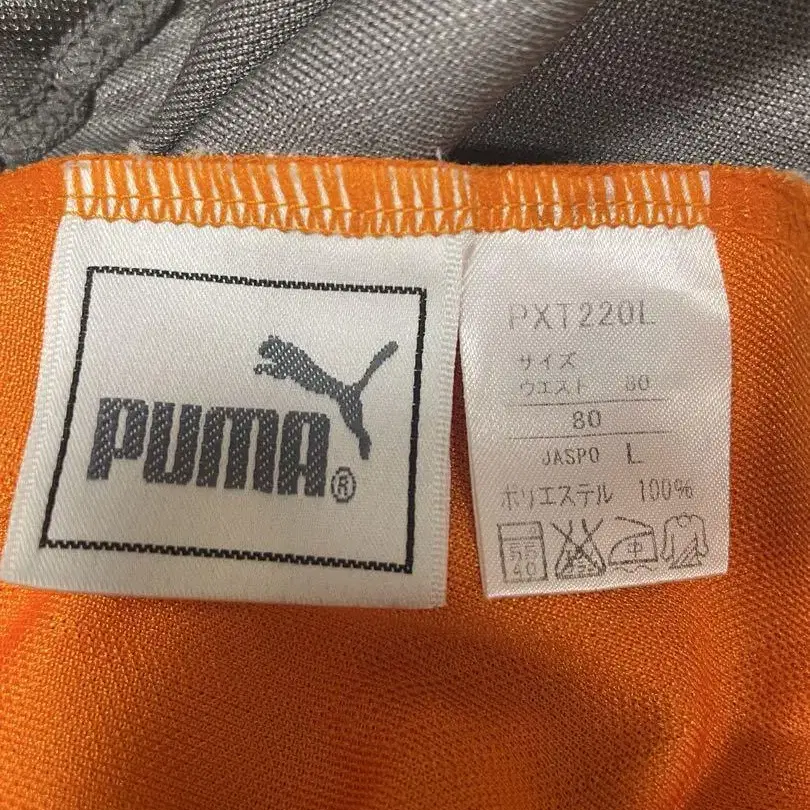 PUMA®
PXT220L
サイズ
ウエスト 80
80
JASPO L
ポリエステル 100%
40
中